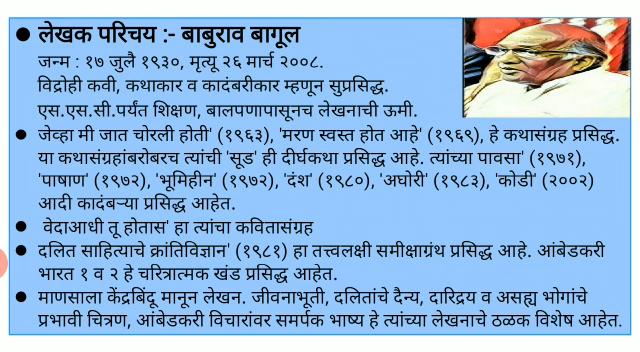 ● लेखक परिचय :- बाबुराव बागूल
जन्म : १७ जुलै १९३०, मृत्यू २६ मार्च २००८.
विद्रोही कवी, कथाकार व कादंबरीकार म्हणून सुप्रसिद्ध.
एस.एस.सी.पर्यंत शिक्षण, बालपणापासूनच लेखनाची ऊमी.
● जेव्हा मी जात चोरली होती' (१९६३), 'मरण स्वस्त होत आहे' (१९६९), हे कथासंग्रह प्रसिद्ध.
या कथासंग्रहांबरोबरच त्यांची 'सूड' ही दीर्घकथा प्रसिद्ध आहे. त्यांच्या पावसा' (१९७१),
'पाषाण' (१९७२), 'भूमिहीन' (१९७२), 'दंश' (१९८०), 'अघोरी' (१९८३), 'कोडी' (२००२)
आदी कादंबऱ्या प्रसिद्ध आहेत.
● वेदाआधी तू होतास' हा त्यांचा कवितासंग्रह
● दलित साहित्याचे क्रांतिविज्ञान' (१९८१) हा तत्त्वलक्षी समीक्षाग्रंथ प्रसिद्ध आहे. आंबेडकरी
भारत १ व २ हे चरित्रात्मक खंड प्रसिद्ध आहेत.
● माणसाला केंद्रबिंदू मानून लेखन. जीवनाभूती, दलितांचे दैन्य, दारिद्रय व असह्य भोगांचे
प्रभावी चित्रण, आंबेडकरी विचारांवर समर्पक भाष्य हे त्यांच्या लेखनाचे ठळक विशेष आहेत.